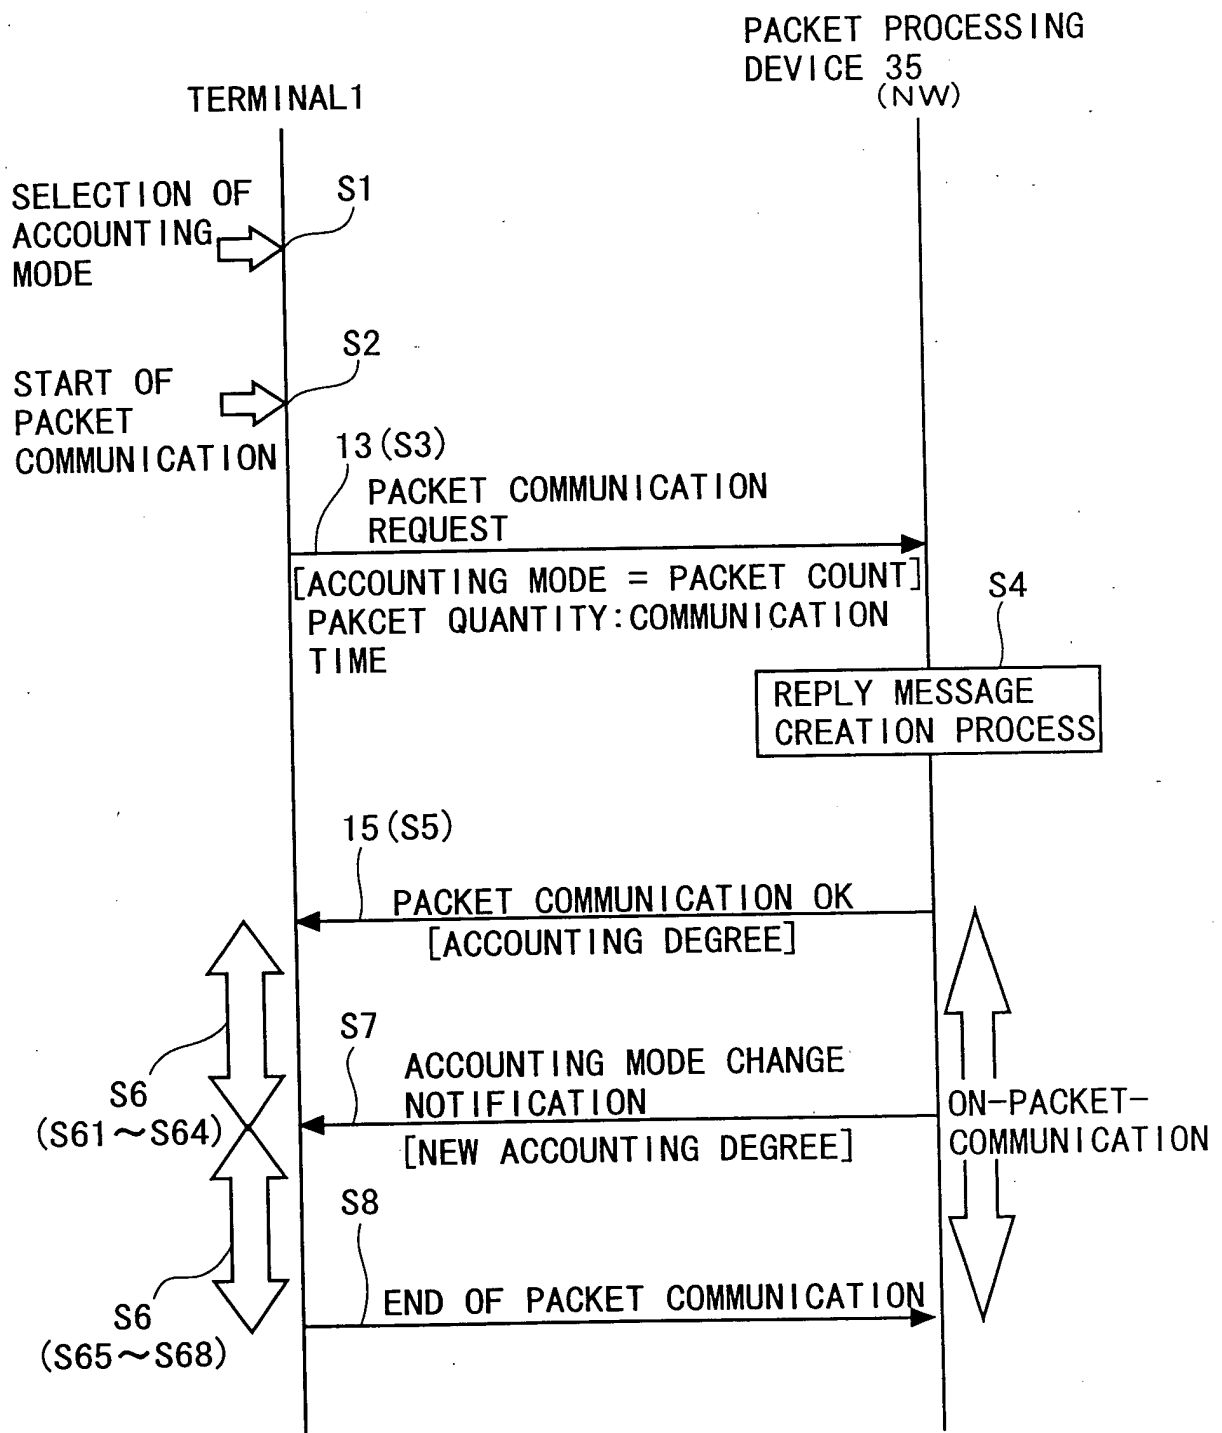 PACKET PROCESSING
DEVICE 35
(NW)
TERMINAL1
SELECTION OF
ACCOUNTING
MODE
S1
START OF
PACKET
COMMUNICATION
S2
13(S3)
PACKET COMMUNICATION
REQUEST
[ACCOUNTING MODE = PACKET COUNT]
PAKCET QUANTITY:COMMUNICATION
TIME
S4
REPLY MESSAGE
CREATION PROCESS
15(S5)
PACKET COMMUNICATION OK
[ACCOUNTING DEGREE]
S7
ACCOUNTING MODE CHANGE
NOTIFICATION
[NEW ACCOUNTING DEGREE]
S6
(S61~S64)
ON-PACKET-
COMMUNICATION
S8
END OF PACKET COMMUNICATION
S6
(S65~S68)